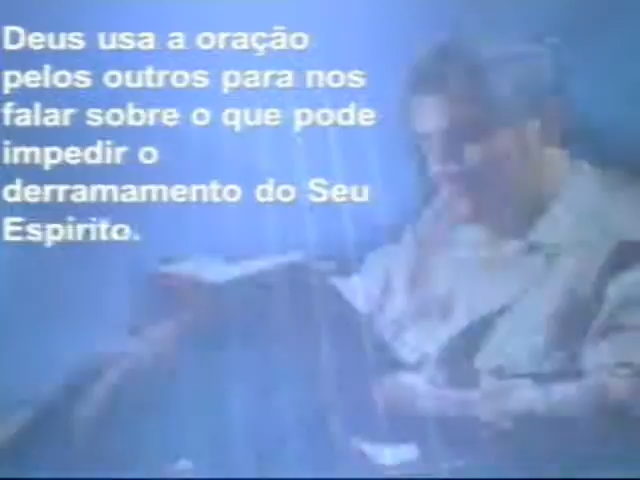 Deus usa a oração
pelos outros para nos
falar sobre o que pode
impedir o
derramamento do Seu
Espírito.